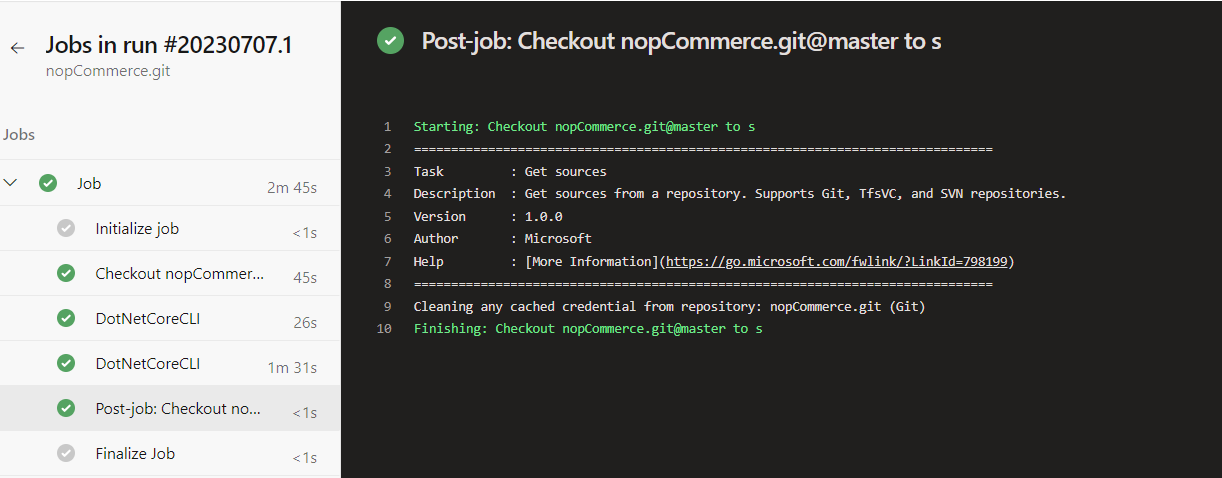 Jobs in run #20230707.1
nopCommerce.git
Jobs
Job 2m 45s
Initialize job <1s
Checkout nopCommer... 45s
DotNetCoreCLI 26s
DotNetCoreCLI 1m 31s
Post-job: Checkout no... <1s
Finalize Job <1s
Post-job: Checkout nopCommerce.git@master to s
1 Starting: Checkout nopCommerce.git@master to s
2 ==============================================================================
3 Task : Get sources
4 Description : Get sources from a repository. Supports Git, TfsVC, and SVN repositories.
5 Version : 1.0.0
6 Author : Microsoft
7 Help : [More Information](https://go.microsoft.com/fwlink/?LinkId=798199)
8 ==============================================================================
9 Cleaning any cached credential from repository: nopCommerce.git (Git)
10 Finishing: Checkout nopCommerce.git@master to s